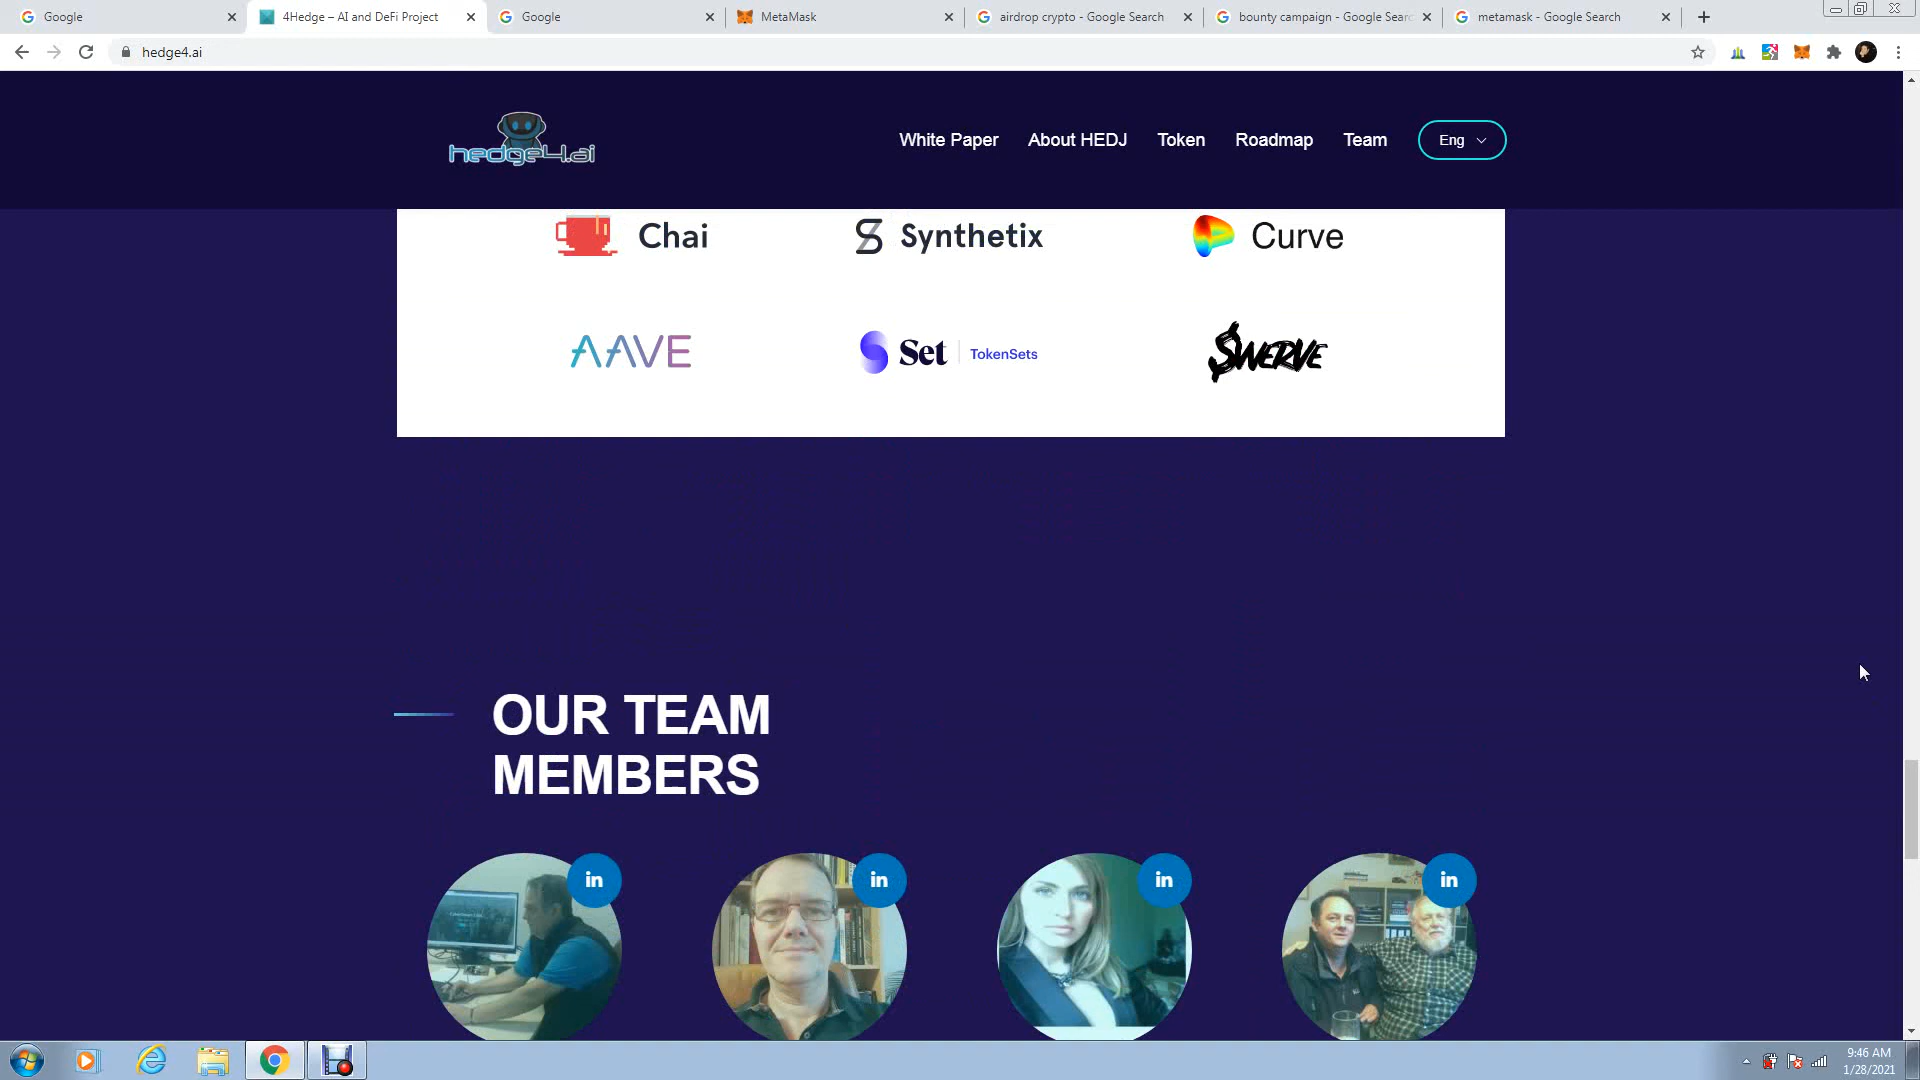 Google
4Hedge – AI and DeFi Project
Google
MetaMask
airdrop crypto - Google Search
bounty campaign - Google Searc
metamask - Google Search
hedge4.ai
hedge4.ai
White Paper
About HEDJ
Token
Roadmap
Team
Eng
Chai
Synthetix
Curve
AAVE
Set
TokenSets
$WERVE
OUR TEAM
MEMBERS
in
in
in
in
9:46 AM
1/28/2021